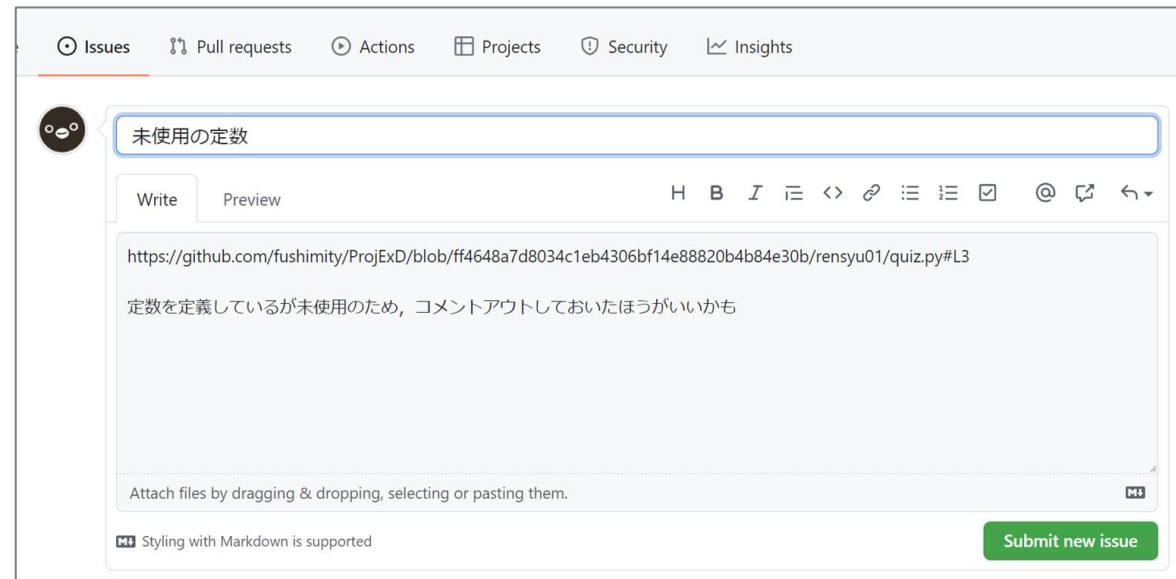 Issues Pull requests Actions Projects Security Insights
未使用の定数
Write Preview
https://github.com/fushimity/ProjExD/blob/ff4648a7d8034c1eb4306bf14e88820b4b84e30b/rensyu01/quiz.py#L3
定数を定義しているが未使用のため，コメントアウトしておいたほうがいいかも
Attach files by dragging & dropping, selecting or pasting them.
Styling with Markdown is supported
Submit new issue